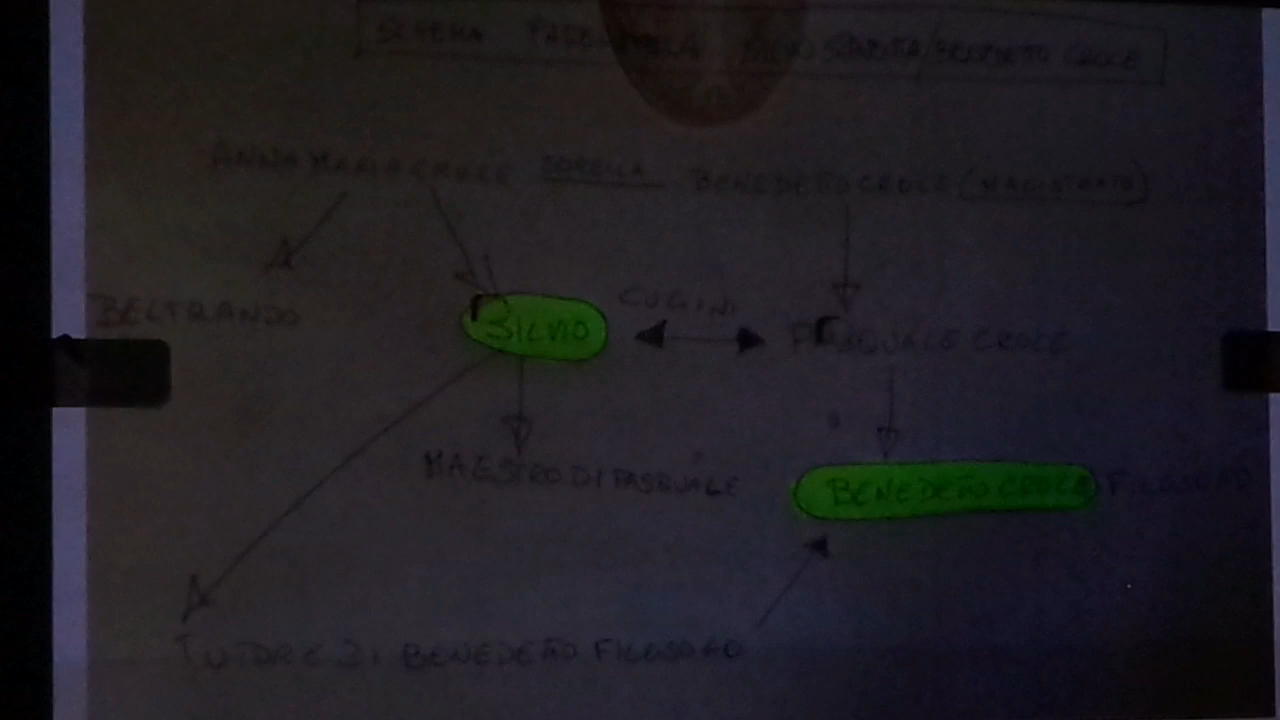 SCHEMA PARENTELA SILVIO SPAVENTA/BENEDETTO CROCE
ANNA MARIA CROCE SORELLA BENEDETTO CROCE (MAGISTRATO)
BELTRANDO
SILVIO
CUGINI
PASQUALE CROCE
MAESTRO DI PASQUALE
BENEDETTO CROCE FILOSOFO
TUTORE DI BENEDETTO FILOSOFO